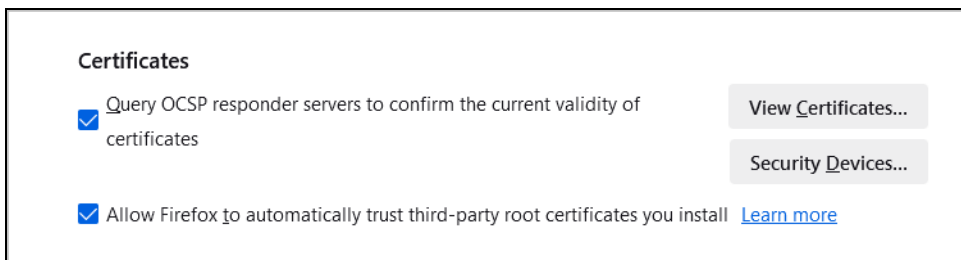 Certificates
Query OCSP responder servers to confirm the current validity of
certificates
View Certificates...
Security Devices...
Allow Firefox to automatically trust third-party root certificates you install Learn more